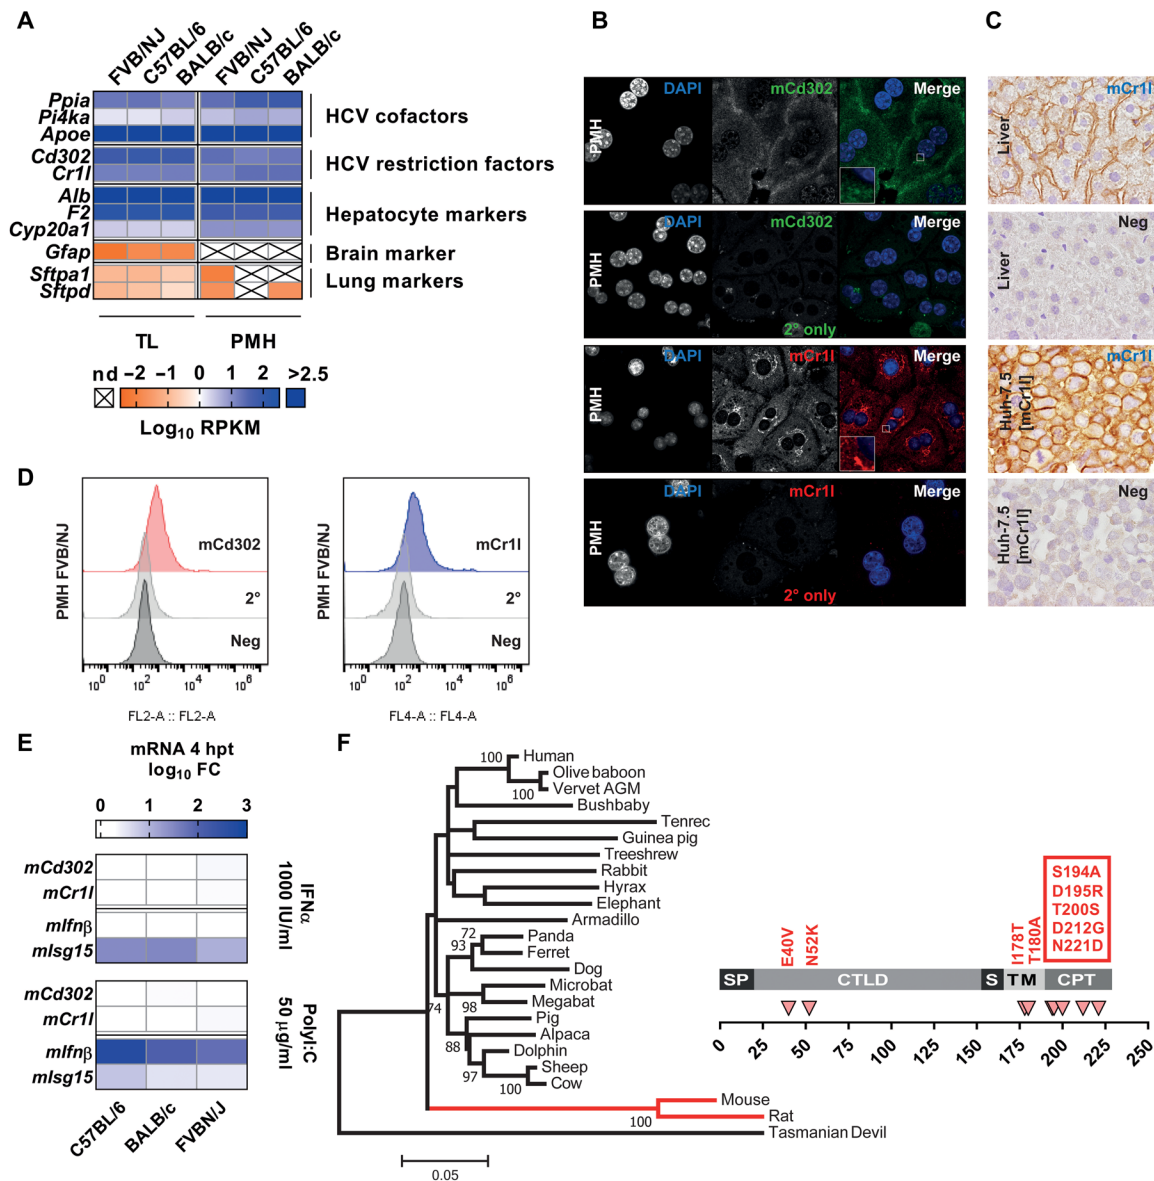 A
FVB/NJ
C57BL/6
BALB/c
FVB/NJ
C57BL/6
BALB/c
Ppia
Pi4ka
Apoe
HCV cofactors
Cd302
Cr1l
HCV restriction factors
Alb
F2
Cyp20a1
Hepatocyte markers
Gfap
Brain marker
Sftpa1
Sftpd
Lung markers
TL
PMH
nd
−2 −1 0 1 2 >2.5
Log10 RPKM
B
PMH
DAPI
mCd302
Merge
PMH
DAPI
mCd302
2° only
Merge
PMH
DAPI
mCr1l
Merge
PMH
DAPI
mCr1l
2° only
Merge
C
Liver
mCr1l
Liver
Neg
Huh-7.5
[mCr1l]
mCr1l
Huh-7.5
[mCr1l]
Neg
D
PMH FVB/NJ
mCd302
2°
Neg
10^0 10^2 10^4 10^6
FL2-A :: FL2-A
PMH FVB/NJ
mCr1l
2°
Neg
10^0 10^2 10^4 10^6
FL4-A :: FL4-A
E
mRNA 4 hpt
log10 FC
0 1 2 3
mCd302
mCr1l
mIfnβ
mIsg15
IFNα
1000 IU/ml
mCd302
mCr1l
mIfnβ
mIsg15
PolyI:C
50 µg/ml
C57BL/6
BALB/c
FVBN/J
F
Human
100
Olive baboon
Vervet AGM
100
Bushbaby
Tenrec
Guinea pig
Treeshrew
Rabbit
Hyrax
Elephant
Armadillo
72
Panda
93
Ferret
Dog
Microbat
74
98
Megabat
Pig
Alpaca
88
Dolphin
97
Sheep
100
Cow
Mouse
100
Rat
Tasmanian Devil
0.05
E40V
N52K
I178T
T180A
S194A
D195R
T200S
D212G
N221D
SP
CTLD
S
TM
CPT
0 25 50 75 100 125 150 175 200 225 250